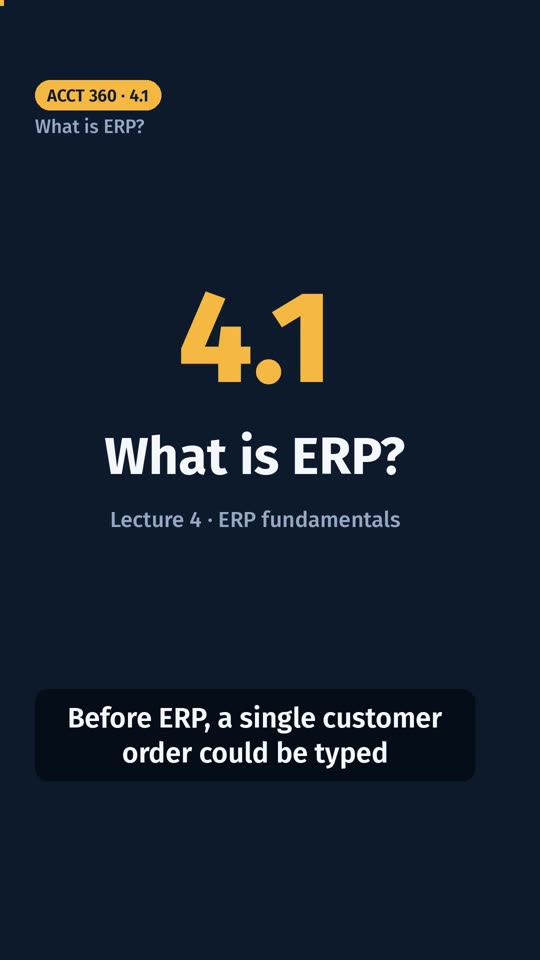 ACCT 360 · 4.1
What is ERP?
4.1
What is ERP?
Lecture 4 · ERP fundamentals
Before ERP, a single customer
order could be typed